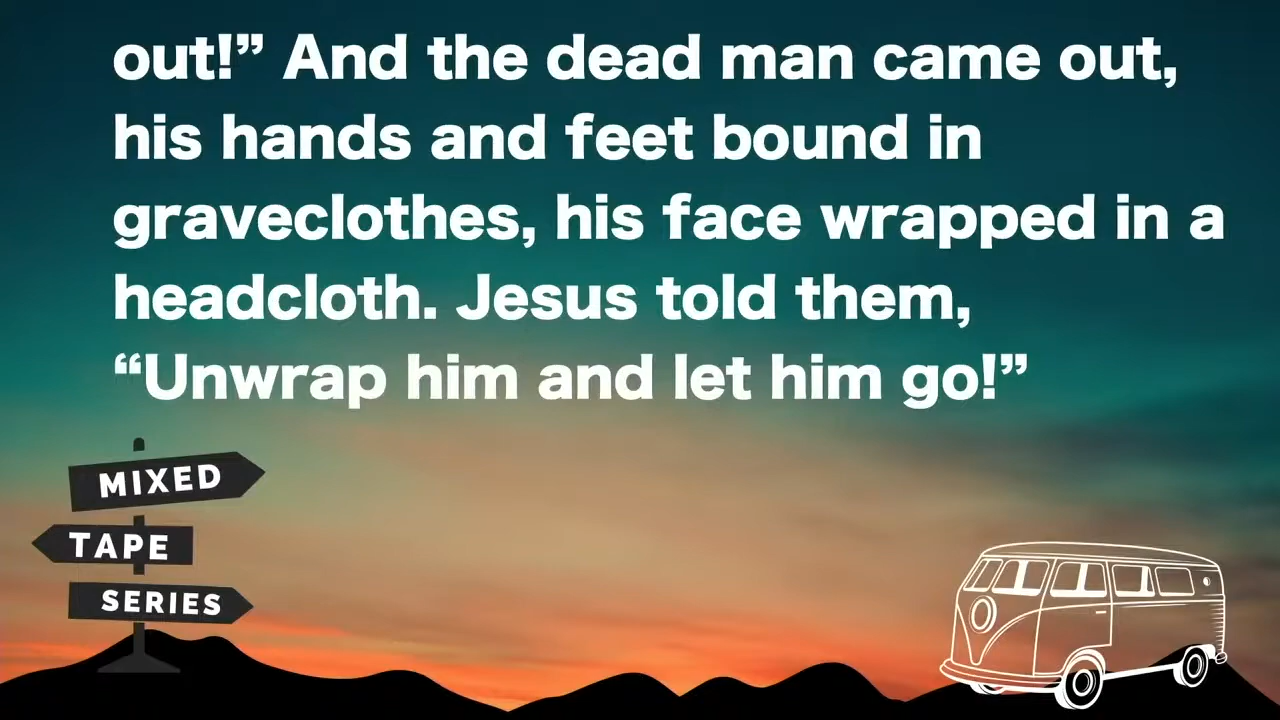 out!” And the dead man came out,
his hands and feet bound in
graveclothes, his face wrapped in a
headcloth. Jesus told them,
“Unwrap him and let him go!”
MIXED
TAPE
SERIES